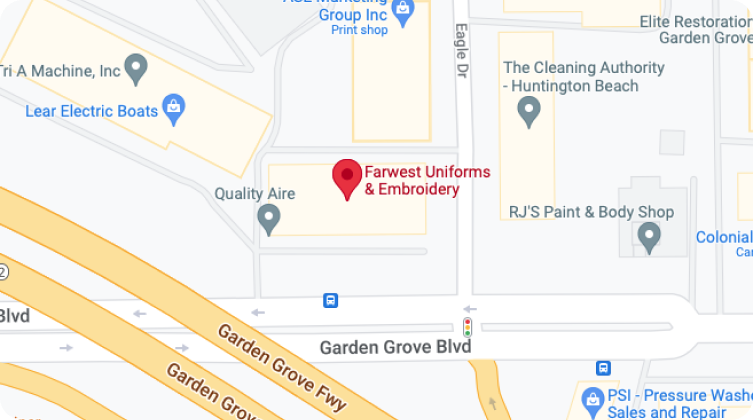 Group Inc
Print shop
Eagle Dr
Elite Restoration
Garden Grove
Tri A Machine, Inc
The Cleaning Authority
- Huntington Beach
Lear Electric Boats
Farwest Uniforms
& Embroidery
Quality Aire
RJ'S Paint & Body Shop
Colonial
2
Blvd
Garden Grove Blvd
Garden Grove Fwy
Garden Grov
PSI - Pressure Washe
Sales and Repair